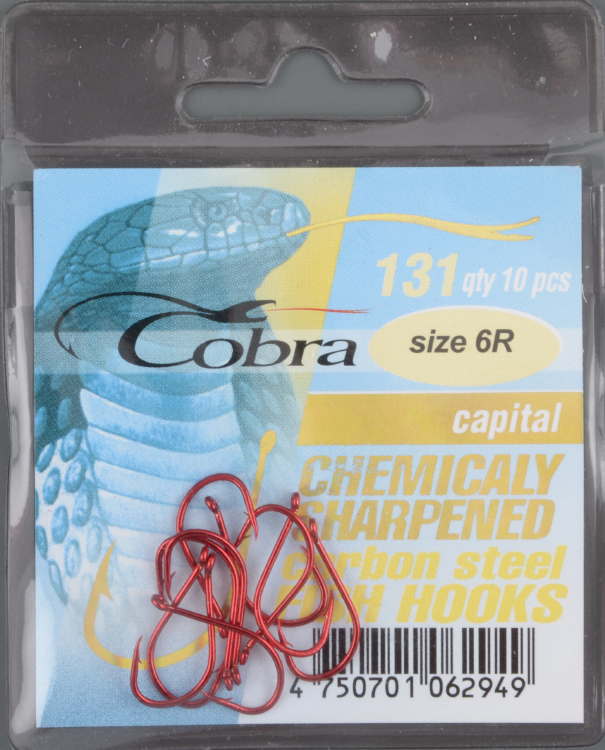 131 qty 10 pcs
Cobra
size 6R
capital
CHEMICALY
SHARPENED
carbon steel
FISH HOOKS
4 750701 062949